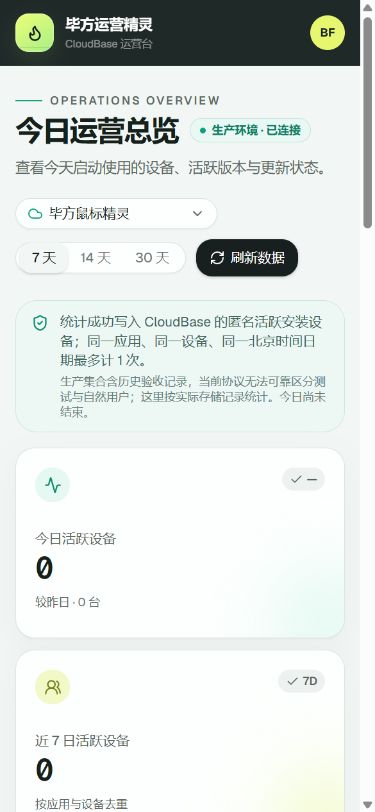 毕方运营精灵
CloudBase 运营台
BF
OPERATIONS OVERVIEW
今日运营总览
生产环境 · 已连接
查看今天启动使用的设备、活跃版本与更新状态。
毕方鼠标精灵
7 天
14 天
30 天
刷新数据
统计成功写入 CloudBase 的匿名活跃安装设
备；同一应用、同一设备、同一北京时间日
期最多计 1 次。
生产集合含历史验收记录，当前协议无法可靠区分测
试与自然用户；这里按实际存储记录统计。今日尚未
结束。
—
今日活跃设备
0
较昨日 · 0 台
7D
近 7 日活跃设备
0
按应用与设备去重